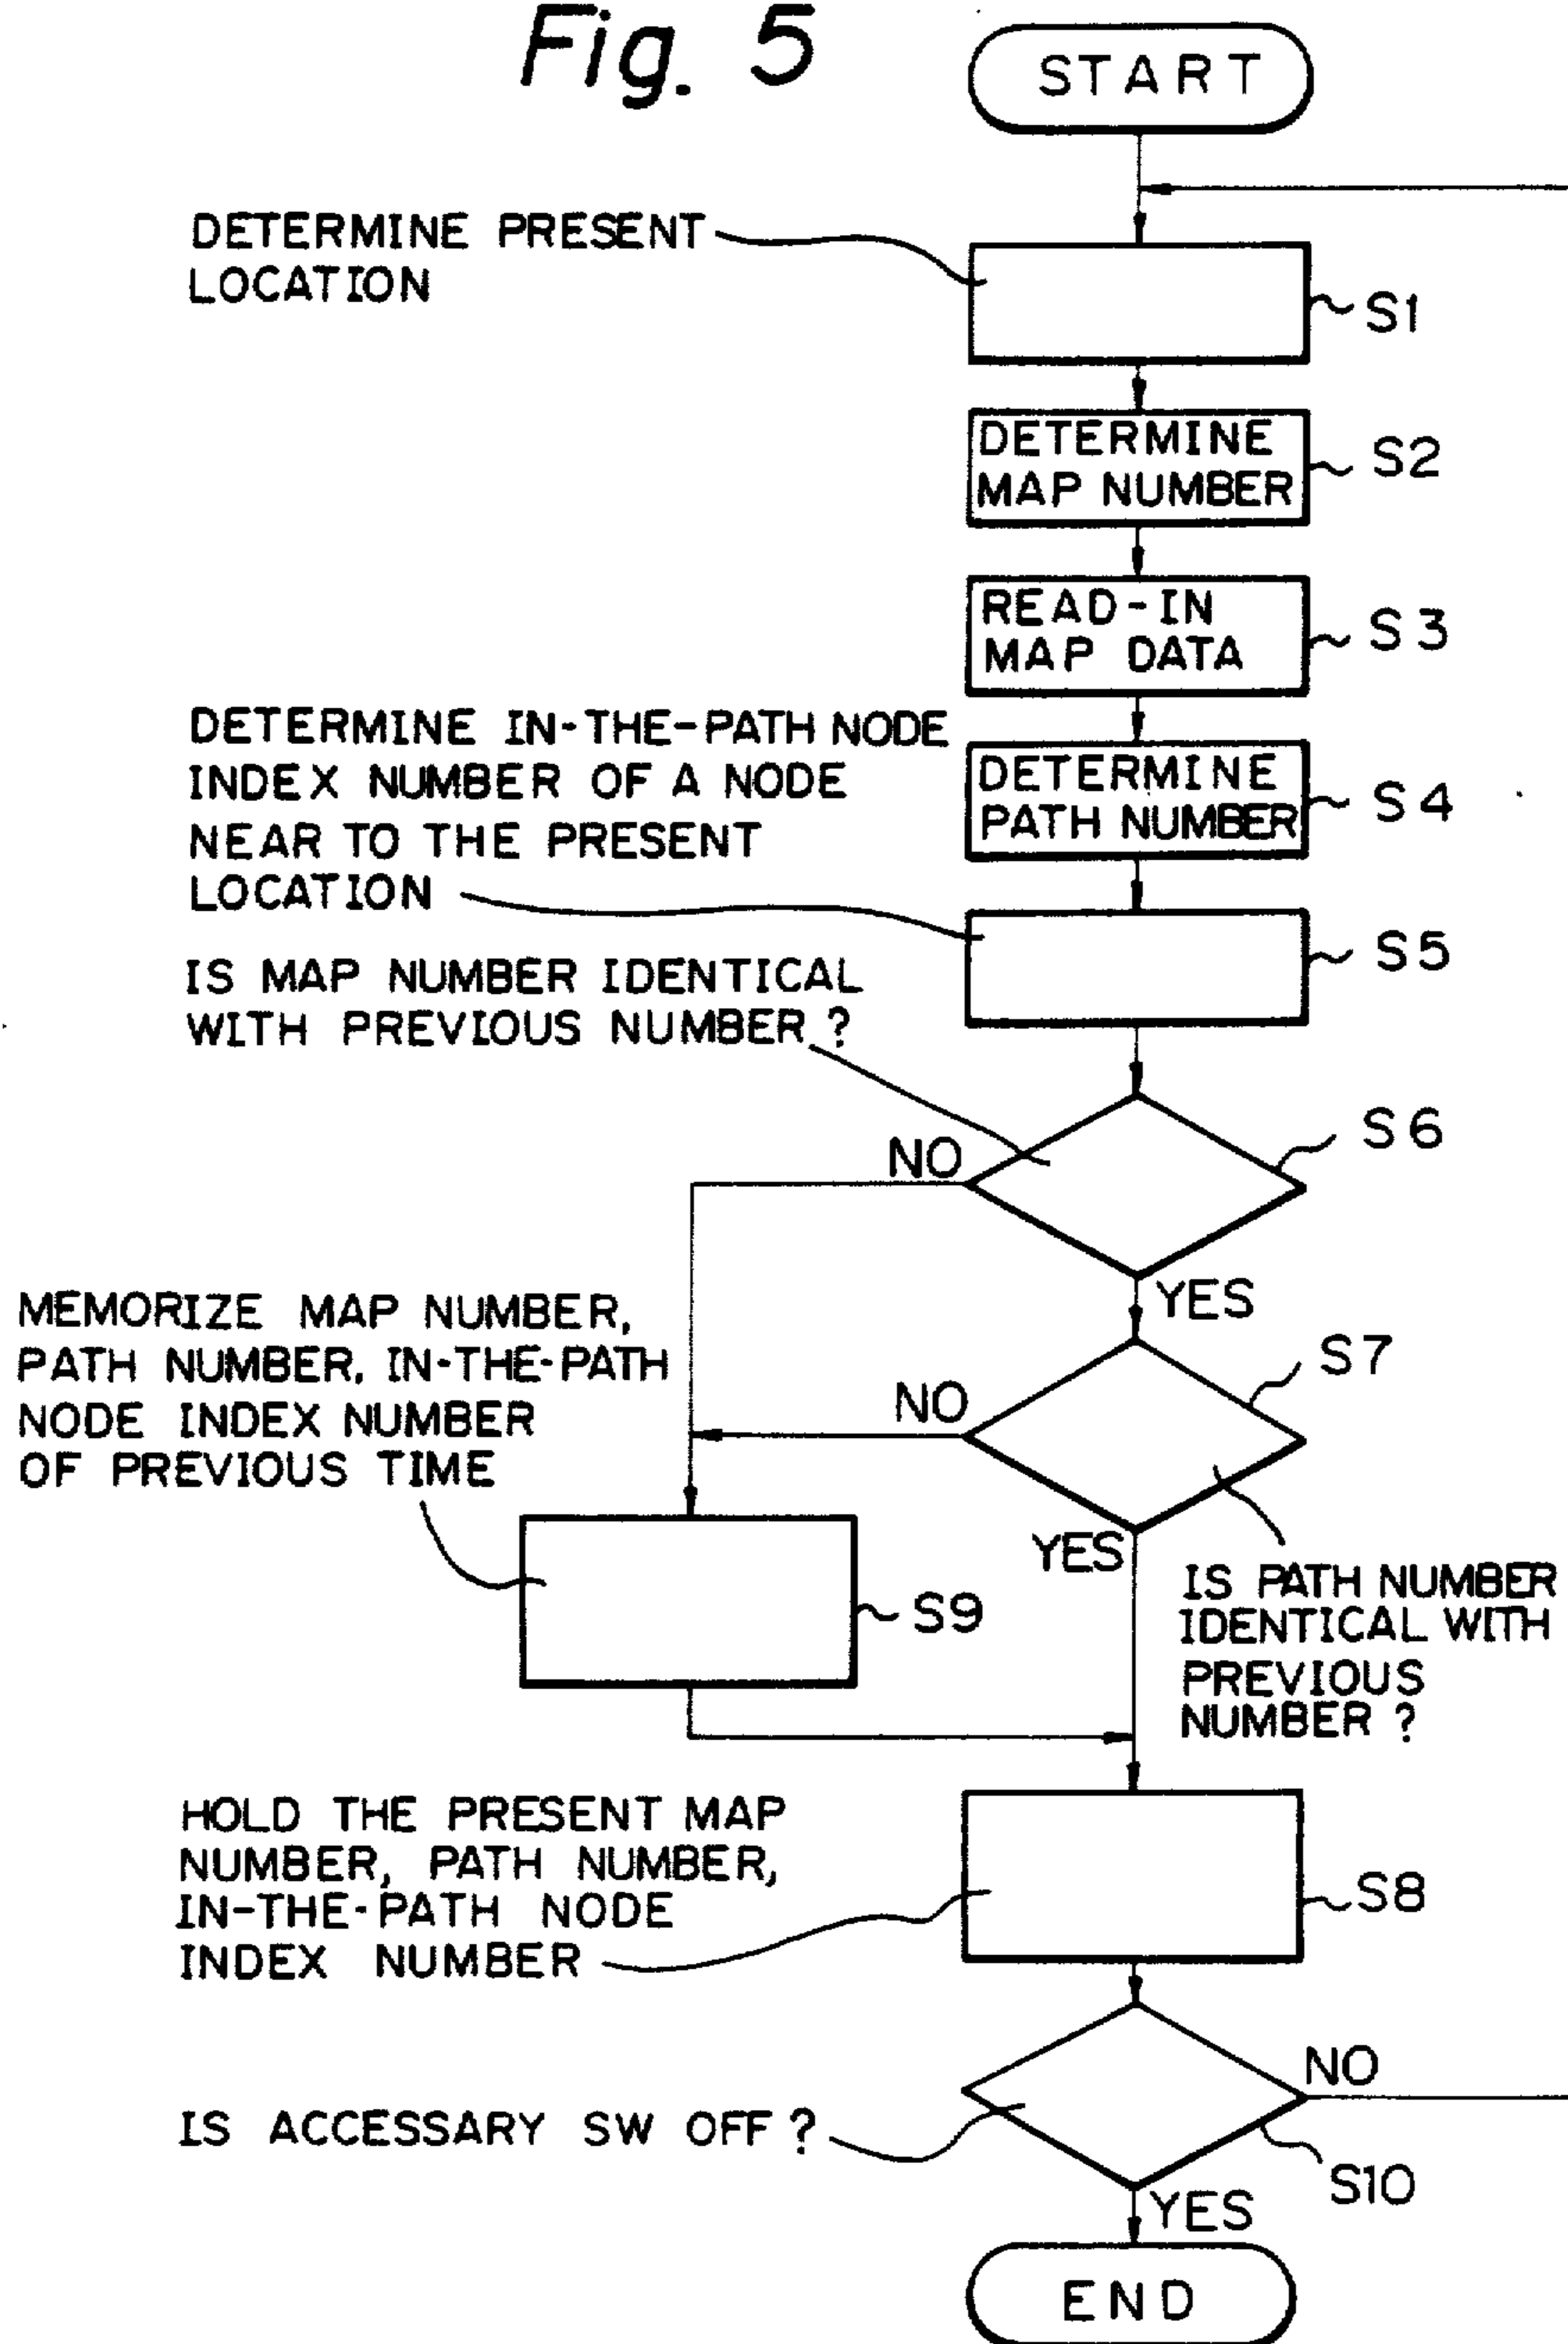 Fig. 5
START
DETERMINE PRESENT
LOCATION
S1
DETERMINE
MAP NUMBER
S2
READ-IN
MAP DATA
S3
DETERMINE IN-THE-PATH NODE
INDEX NUMBER OF A NODE
NEAR TO THE PRESENT
LOCATION
DETERMINE
PATH NUMBER
S4
S5
IS MAP NUMBER IDENTICAL
WITH PREVIOUS NUMBER ?
S6
NO
YES
MEMORIZE MAP NUMBER,
PATH NUMBER, IN-THE-PATH
NODE INDEX NUMBER
OF PREVIOUS TIME
S7
NO
YES
IS PATH NUMBER
IDENTICAL WITH
PREVIOUS
NUMBER ?
S9
HOLD THE PRESENT MAP
NUMBER, PATH NUMBER,
IN-THE-PATH NODE
INDEX NUMBER
S8
NO
IS ACCESSARY SW OFF ?
S10
YES
END